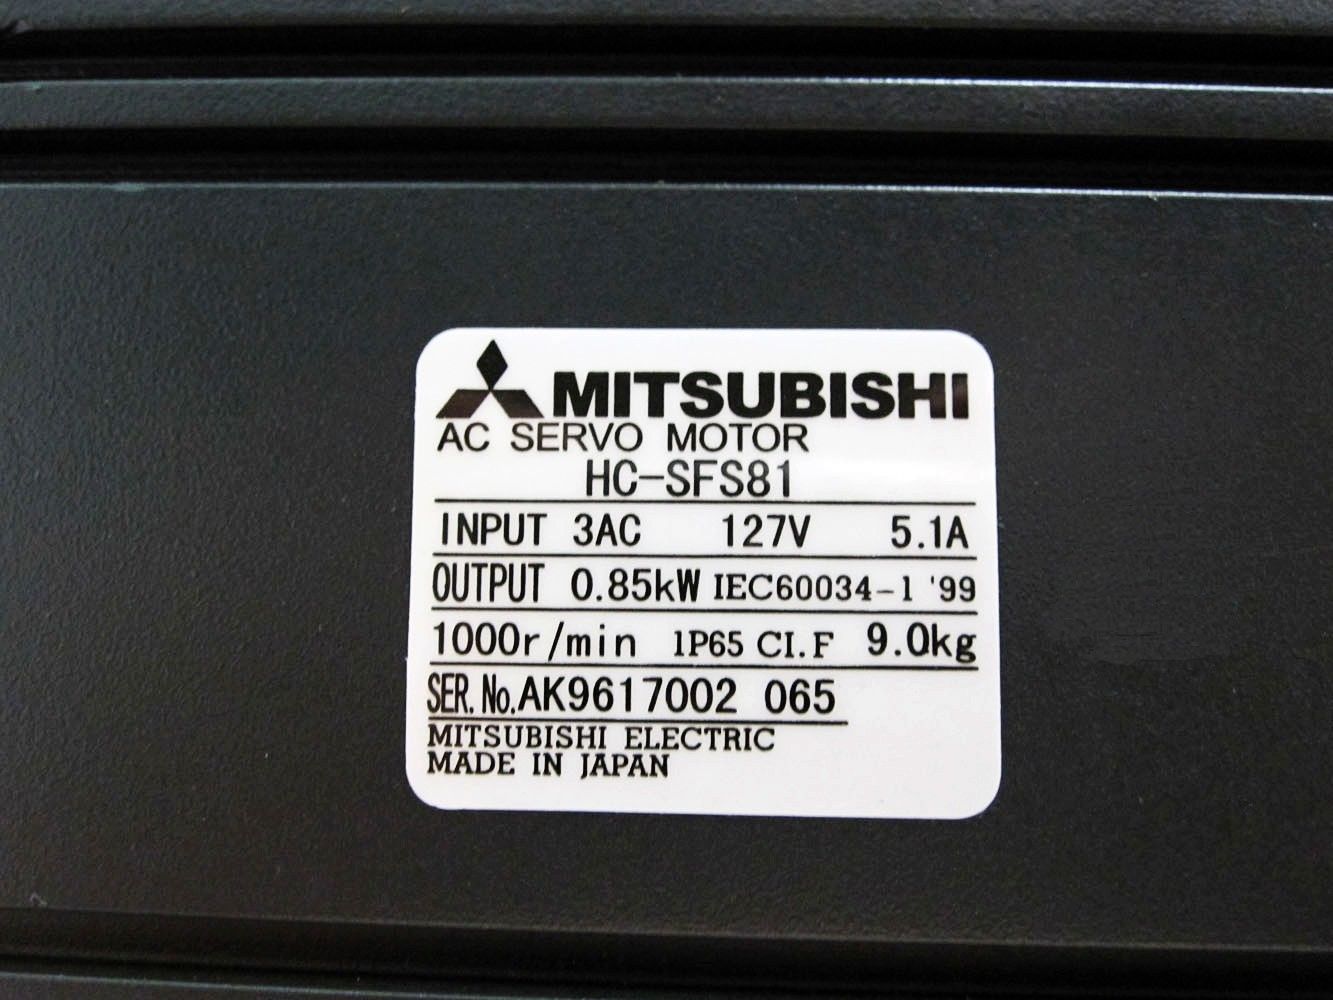 MITSUBISHI
AC SERVO MOTOR
HC-SFS81
INPUT 3AC 127V 5.1A
OUTPUT 0.85kW IEC60034-1 '99
1000r/min IP65 CI.F 9.0kg
SER.No.AK9617002 065
MITSUBISHI ELECTRIC
MADE IN JAPAN